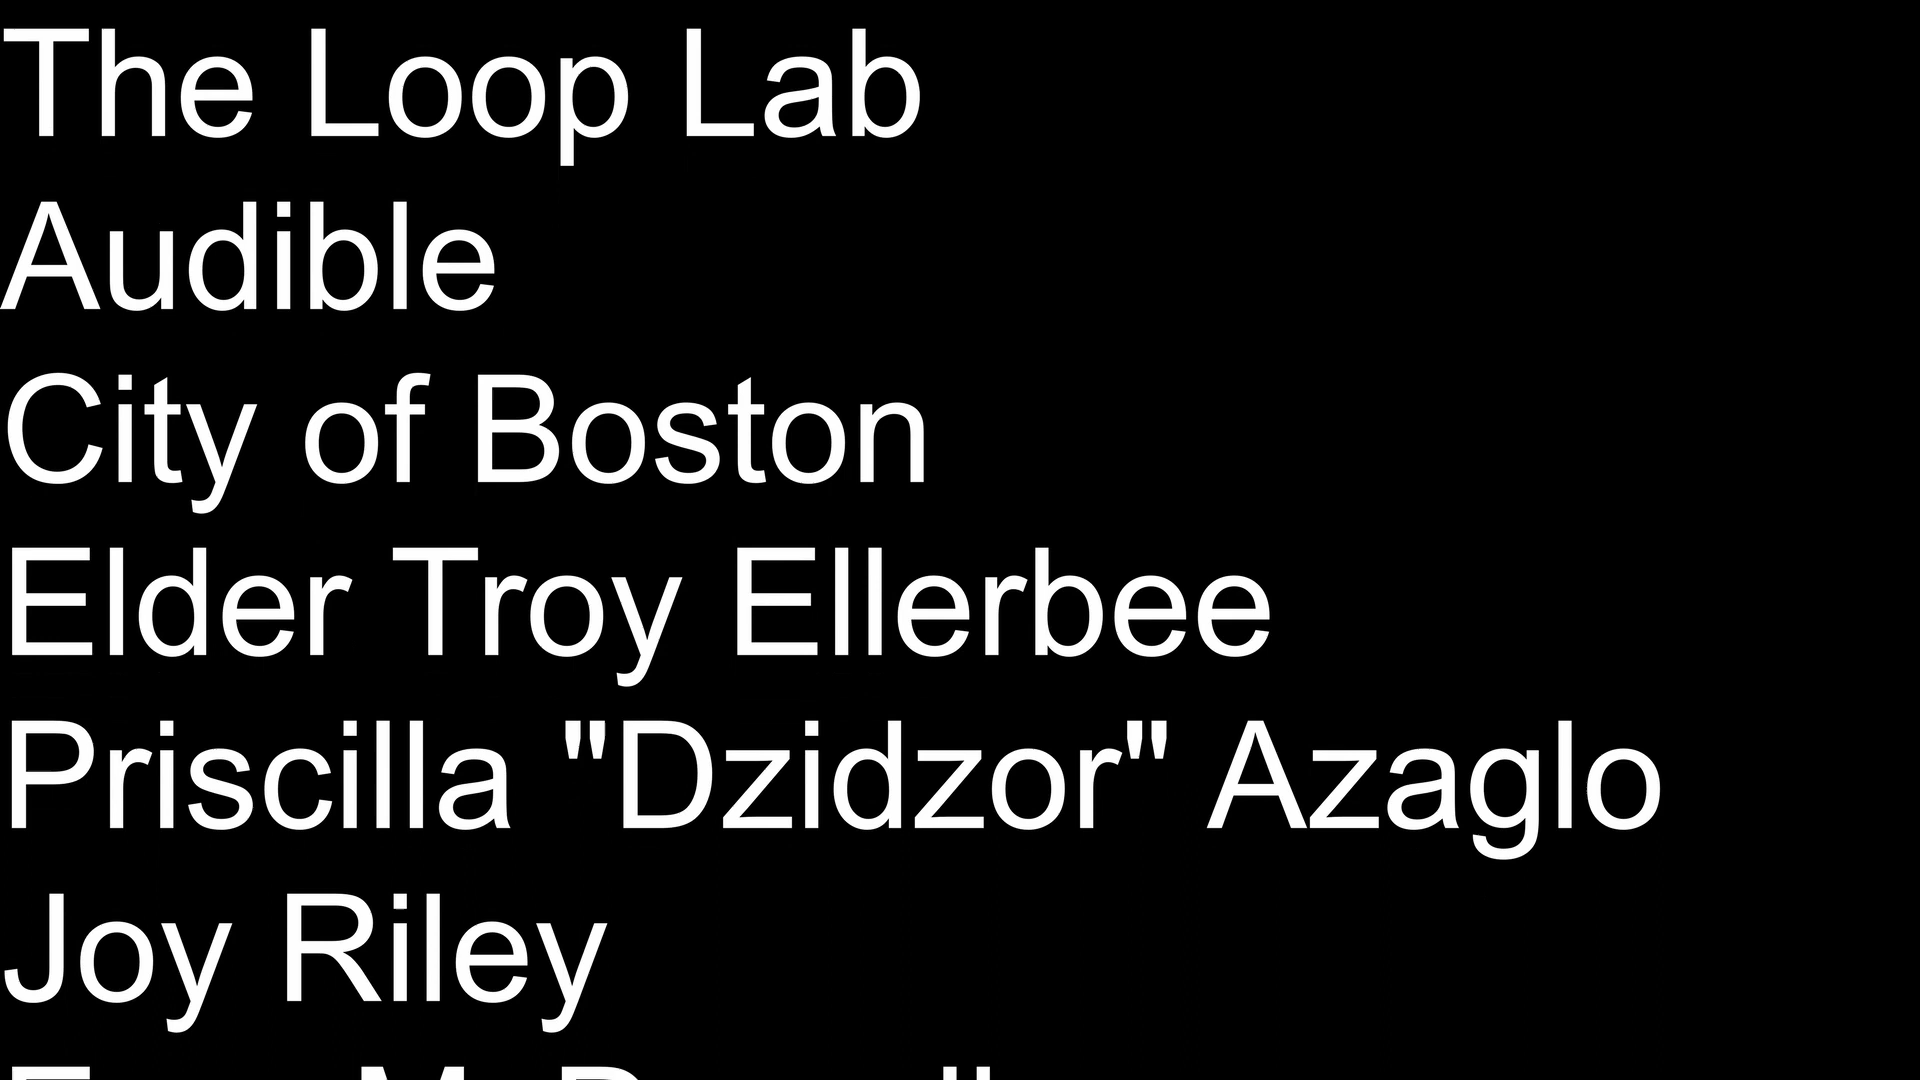 The Loop Lab
Audible
City of Boston
Elder Troy Ellerbee
Priscilla "Dzidzor" Azaglo
Joy Riley